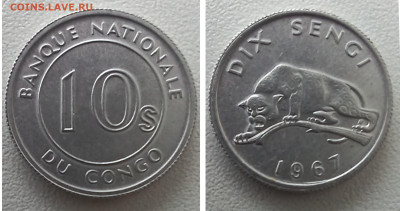 COINS.LAVE.RU
BANQUE NATIONALE
10S
DU CONGO
DIX SENGI
1967